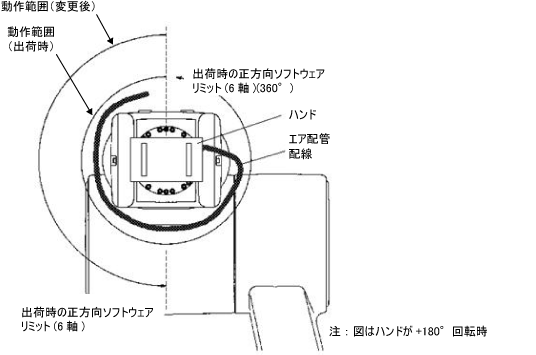 動作範囲(変更後)
動作範囲
(出荷時)
出荷時の正方向ソフトウェア
リミット(6 軸)(360°)
ハンド
エア配管
配線
出荷時の正方向ソフトウェア
リミット(6 軸)
注：図はハンドが +180° 回転時